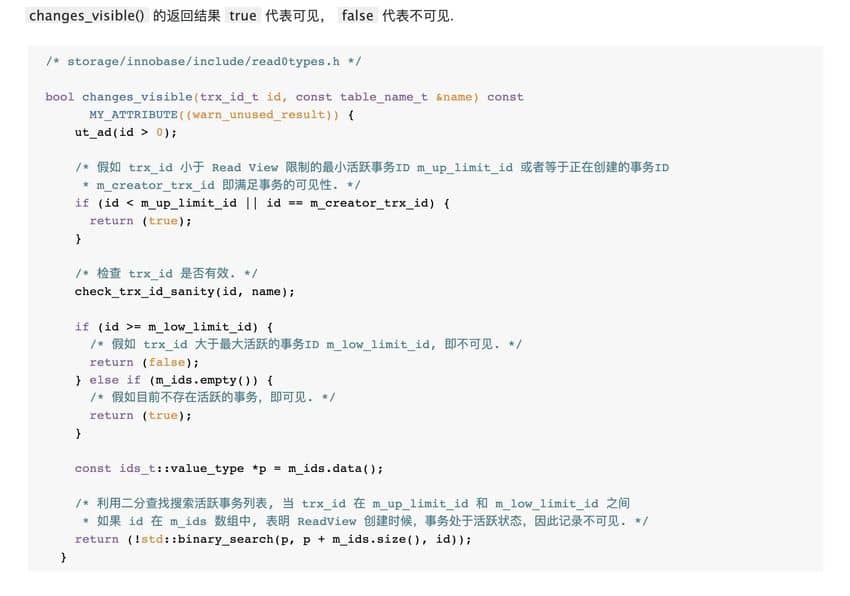 changes_visible() 的返回结果 true 代表可见， false 代表不可见.
/* storage/innobase/include/read0types.h */
bool changes_visible(trx_id_t id, const table_name_t &name) const
MY_ATTRIBUTE((warn_unused_result)) {
ut_ad(id > 0);
/* 假如 trx_id 小于 Read View 限制的最小活跃事务ID m_up_limit_id 或者等于正在创建的事务ID
* m_creator_trx_id 即满足事务的可见性. */
if (id < m_up_limit_id || id == m_creator_trx_id) {
return (true);
}
/* 检查 trx_id 是否有效. */
check_trx_id_sanity(id, name);
if (id >= m_low_limit_id) {
/* 假如 trx_id 大于最大活跃的事务ID m_low_limit_id, 即不可见. */
return (false);
} else if (m_ids.empty()) {
/* 假如目前不存在活跃的事务，即可见. */
return (true);
}
const ids_t::value_type *p = m_ids.data();
/* 利用二分查找搜索活跃事务列表, 当 trx_id 在 m_up_limit_id 和 m_low_limit_id 之间
* 如果 id 在 m_ids 数组中, 表明 ReadView 创建时候，事务处于活跃状态，因此记录不可见. */
return (!std::binary_search(p, p + m_ids.size(), id));
}